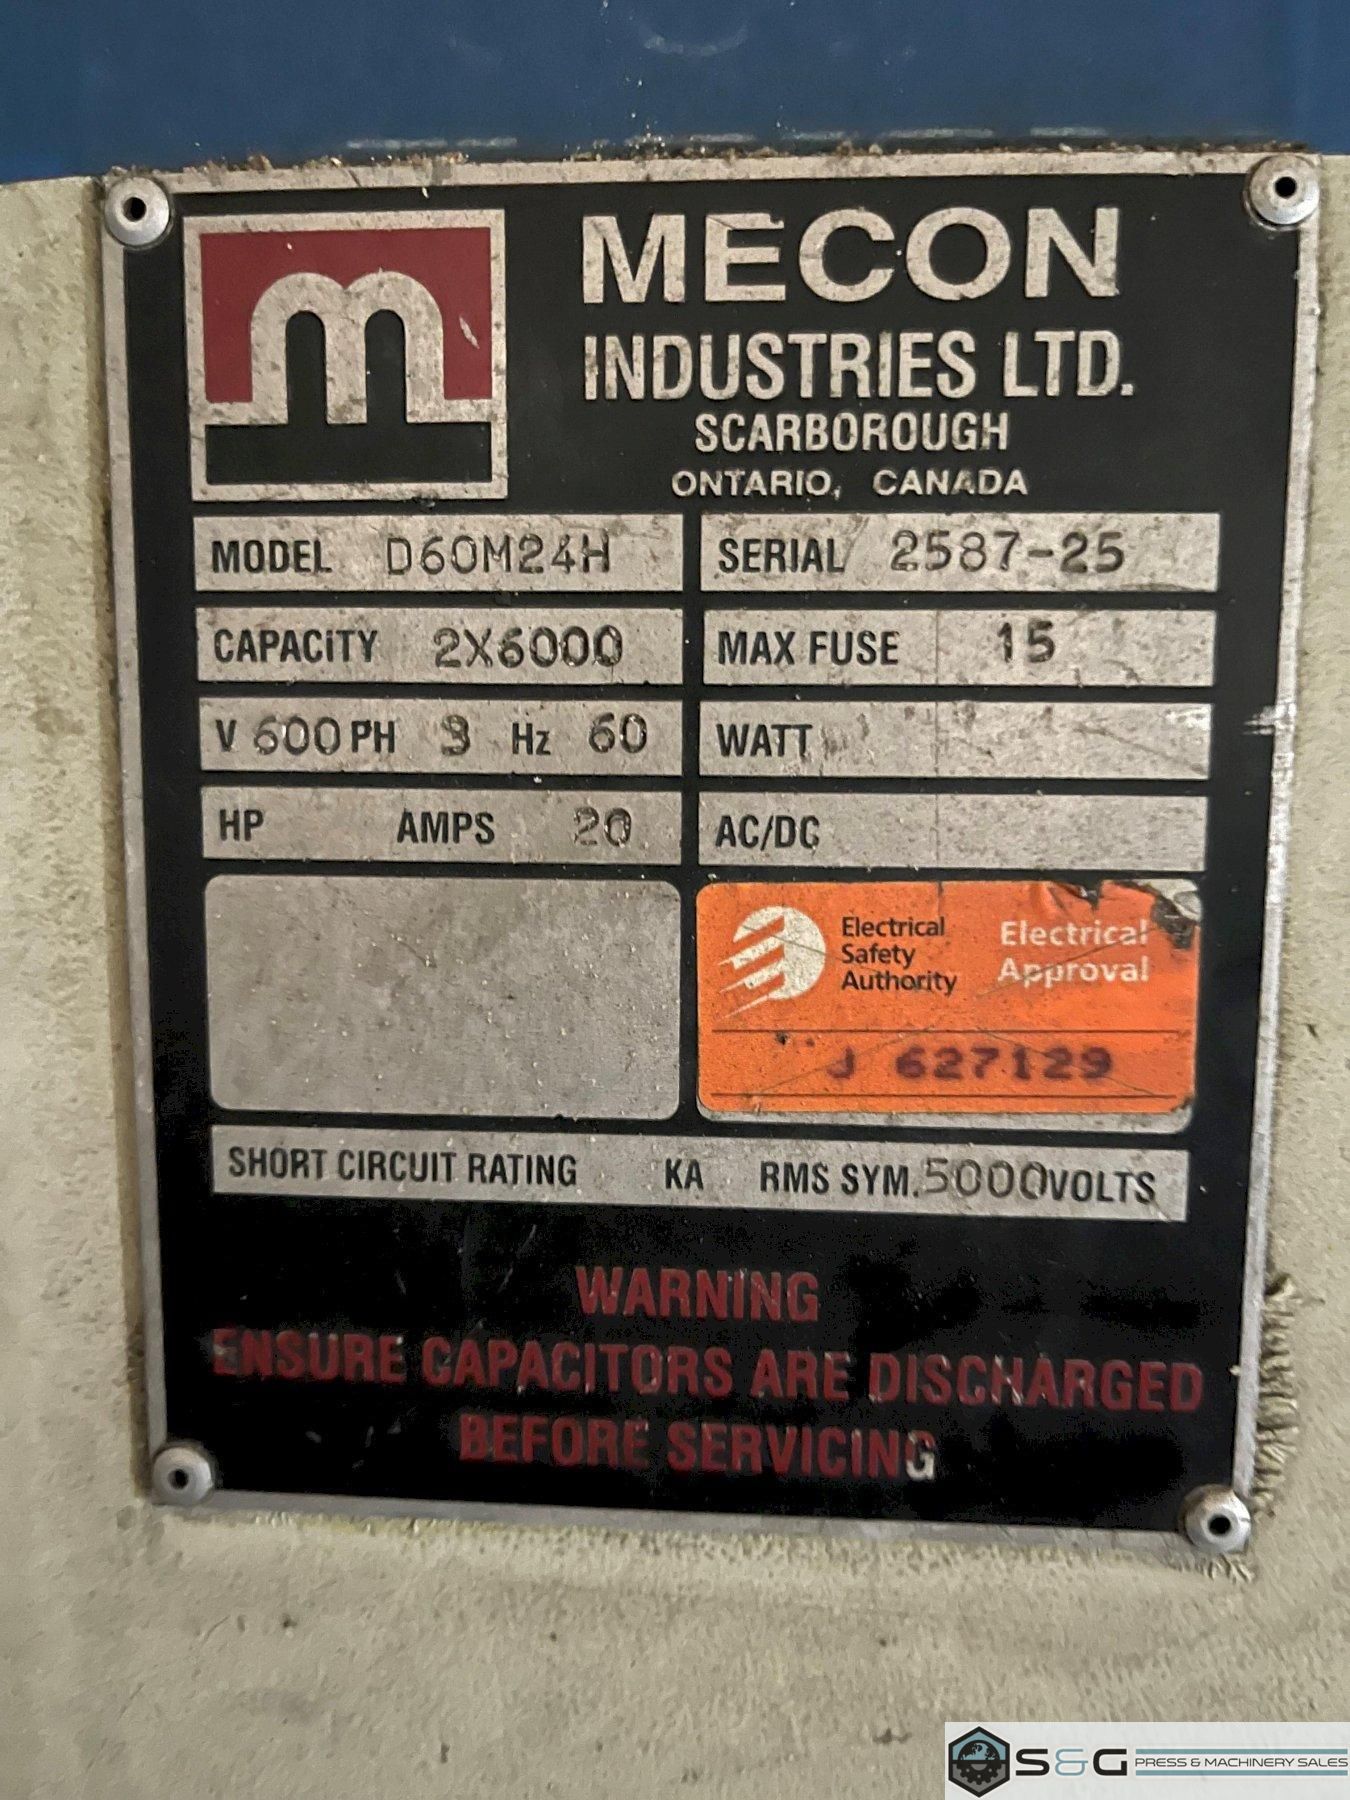 m
MECON
INDUSTRIES LTD.
SCARBOROUGH
ONTARIO, CANADA
MODEL D60M24H
SERIAL 2587-25
CAPACITY 2X6000
MAX FUSE 15
V 600 PH 3 Hz 60
WATT
HP AMPS 20
AC/DC
Electrical
Safety
Authority
Electrical
Approval
J 627129
SHORT CIRCUIT RATING KA RMS SYM. 5000 VOLTS
WARNING
ENSURE CAPACITORS ARE DISCHARGED
BEFORE SERVICING
S&G PRESS & MACHINERY SALES